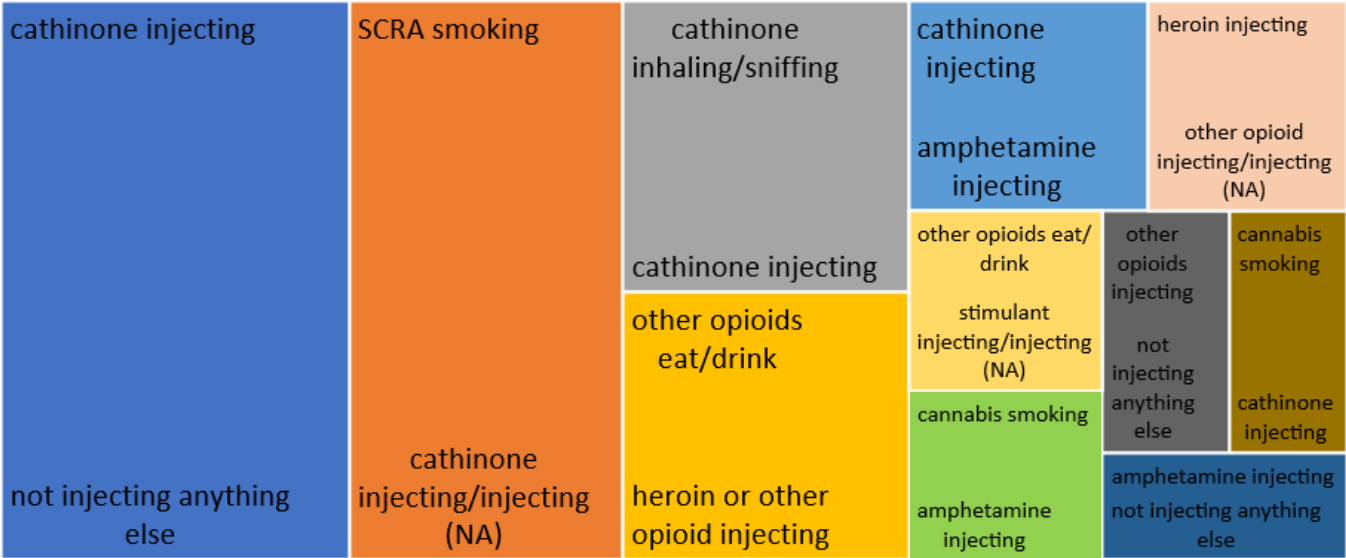 cathinone injecting
not injecting anything
else
SCRA smoking
cathinone
injecting/injecting
(NA)
cathinone
inhaling/sniffing
cathinone injecting
other opioids
eat/drink
heroin or other
opioid injecting
cathinone
injecting
amphetamine
injecting
heroin injecting
other opioid
injecting/injecting
(NA)
other opioids eat/
drink
stimulant
injecting/injecting
(NA)
other
opioids
injecting
not
injecting
anything
else
cannabis
smoking
cathinone
injecting
cannabis smoking
amphetamine
injecting
amphetamine injecting
not injecting anything
else